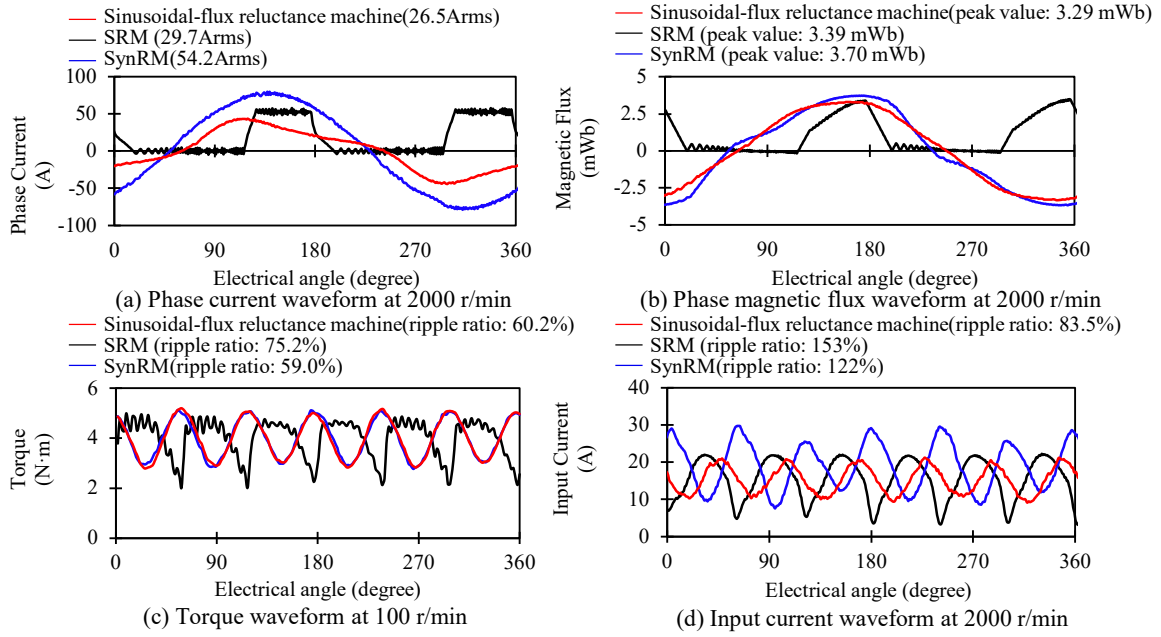 Sinusoidal-flux reluctance machine(26.5Arms)
SRM (29.7Arms)
SynRM(54.2Arms)
100
50
0
-50
-100
Phase Current
(A)
0 90 180 270 360
Electrical angle (degree)
(a) Phase current waveform at 2000 r/min
Sinusoidal-flux reluctance machine(peak value: 3.29 mWb)
SRM (peak value: 3.39 mWb)
SynRM (peak value: 3.70 mWb)
5
2.5
0
-2.5
-5
Magnetic Flux
(mWb)
0 90 180 270 360
Electrical angle (degree)
(b) Phase magnetic flux waveform at 2000 r/min
Sinusoidal-flux reluctance machine(ripple ratio: 60.2%)
SRM (ripple ratio: 75.2%)
SynRM(ripple ratio: 59.0%)
6
4
2
0
Torque
(N·m)
0 90 180 270 360
Electrical angle (degree)
(c) Torque waveform at 100 r/min
Sinusoidal-flux reluctance machine(ripple ratio: 83.5%)
SRM (ripple ratio: 153%)
SynRM(ripple ratio: 122%)
40
30
20
10
0
Input Current
(A)
0 90 180 270 360
Electrical angle (degree)
(d) Input current waveform at 2000 r/min